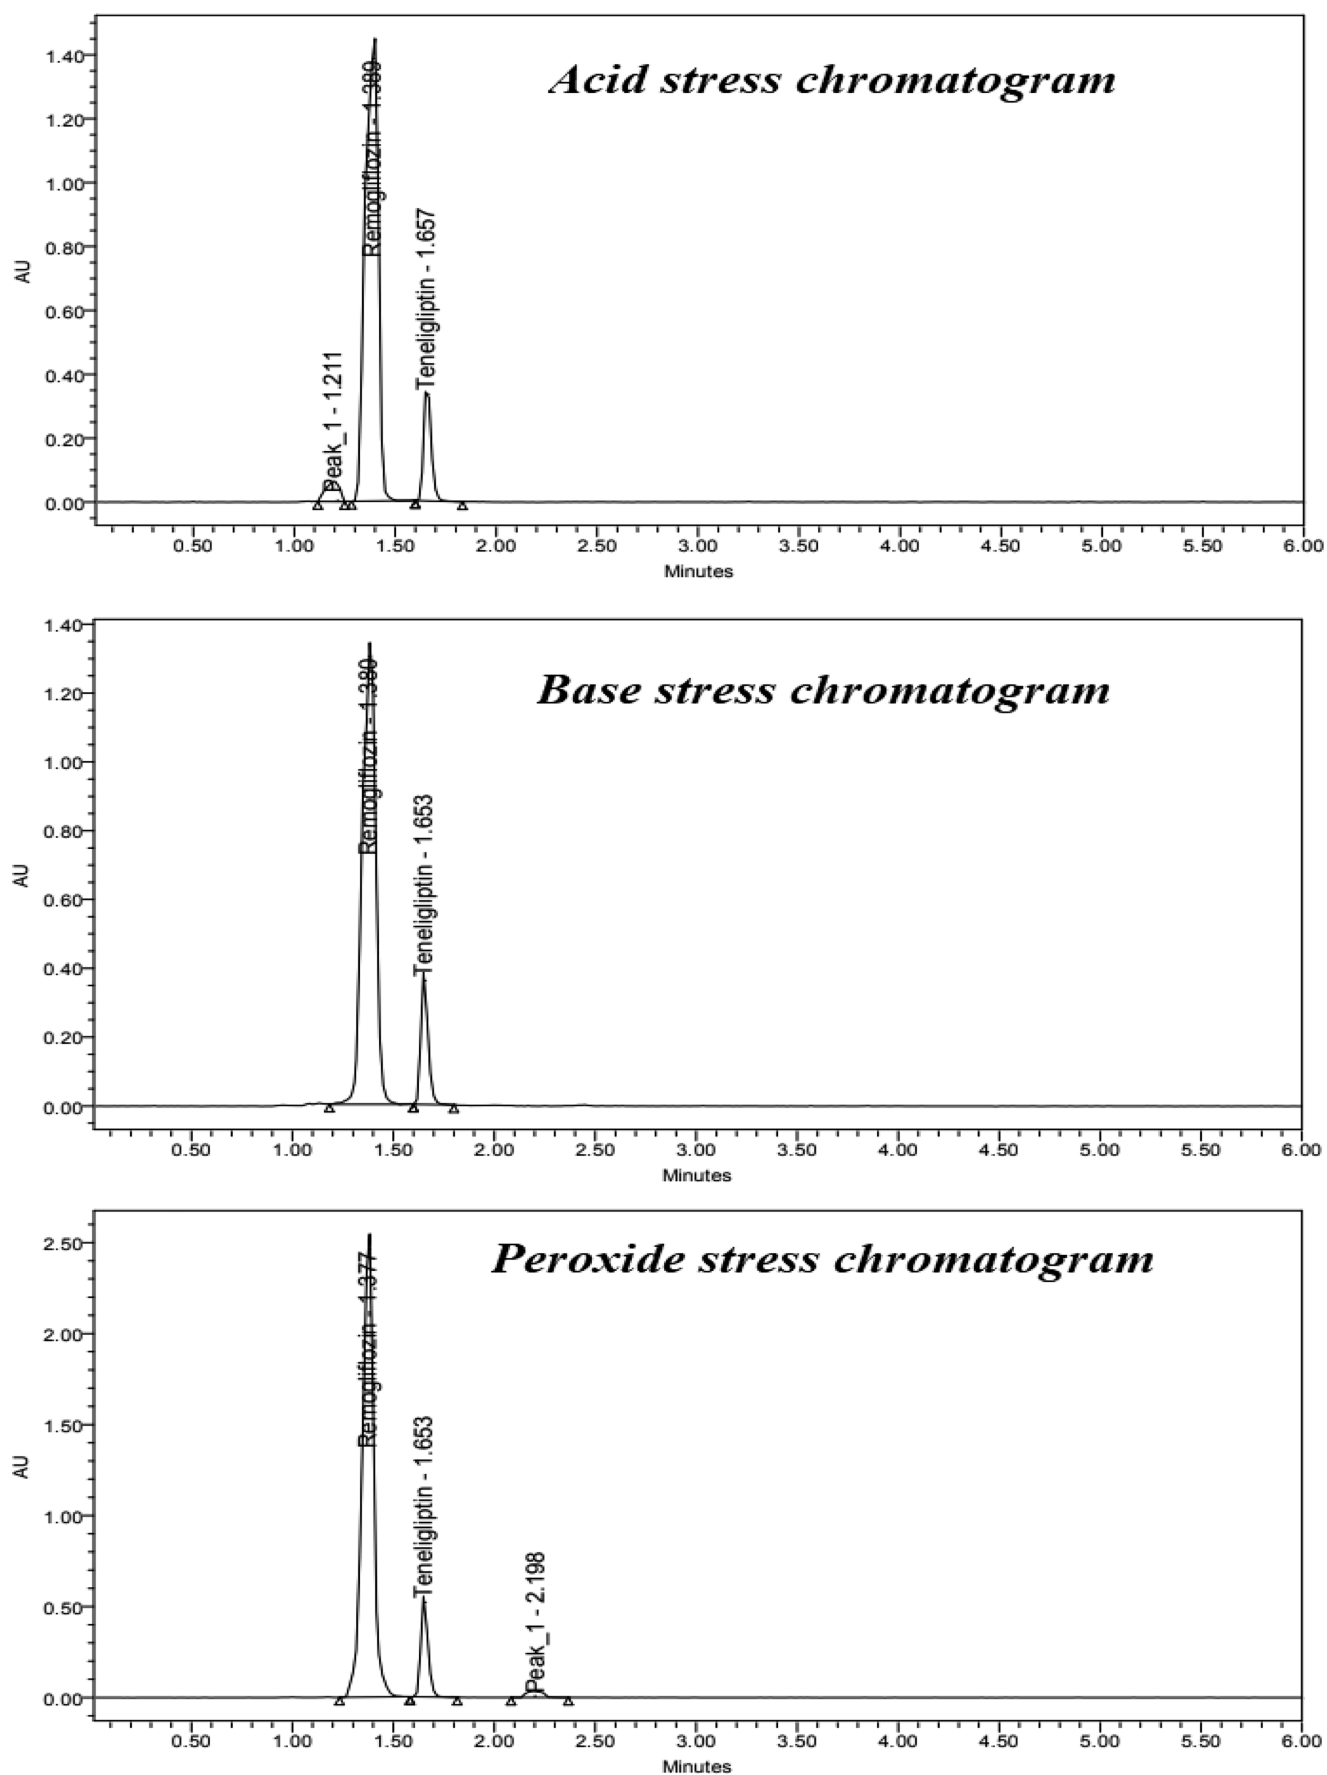 Acid stress chromatogram
1.40
1.20
1.00
0.80
0.60
0.40
0.20
0.00
AU
Peak_1 - 1.211
Remogliflozin - 1.389
Teneligliptin - 1.657
0.50 1.00 1.50 2.00 2.50 3.00 3.50 4.00 4.50 5.00 5.50 6.00
Minutes
Base stress chromatogram
1.40
1.20
1.00
0.80
0.60
0.40
0.20
0.00
AU
Remogliflozin - 1.380
Teneligliptin - 1.653
0.50 1.00 1.50 2.00 2.50 3.00 3.50 4.00 4.50 5.00 5.50 6.00
Minutes
Peroxide stress chromatogram
2.50
2.00
1.50
1.00
0.50
0.00
AU
Remogliflozin - 1.377
Teneligliptin - 1.653
Peak_1 - 2.198
0.50 1.00 1.50 2.00 2.50 3.00 3.50 4.00 4.50 5.00 5.50 6.00
Minutes